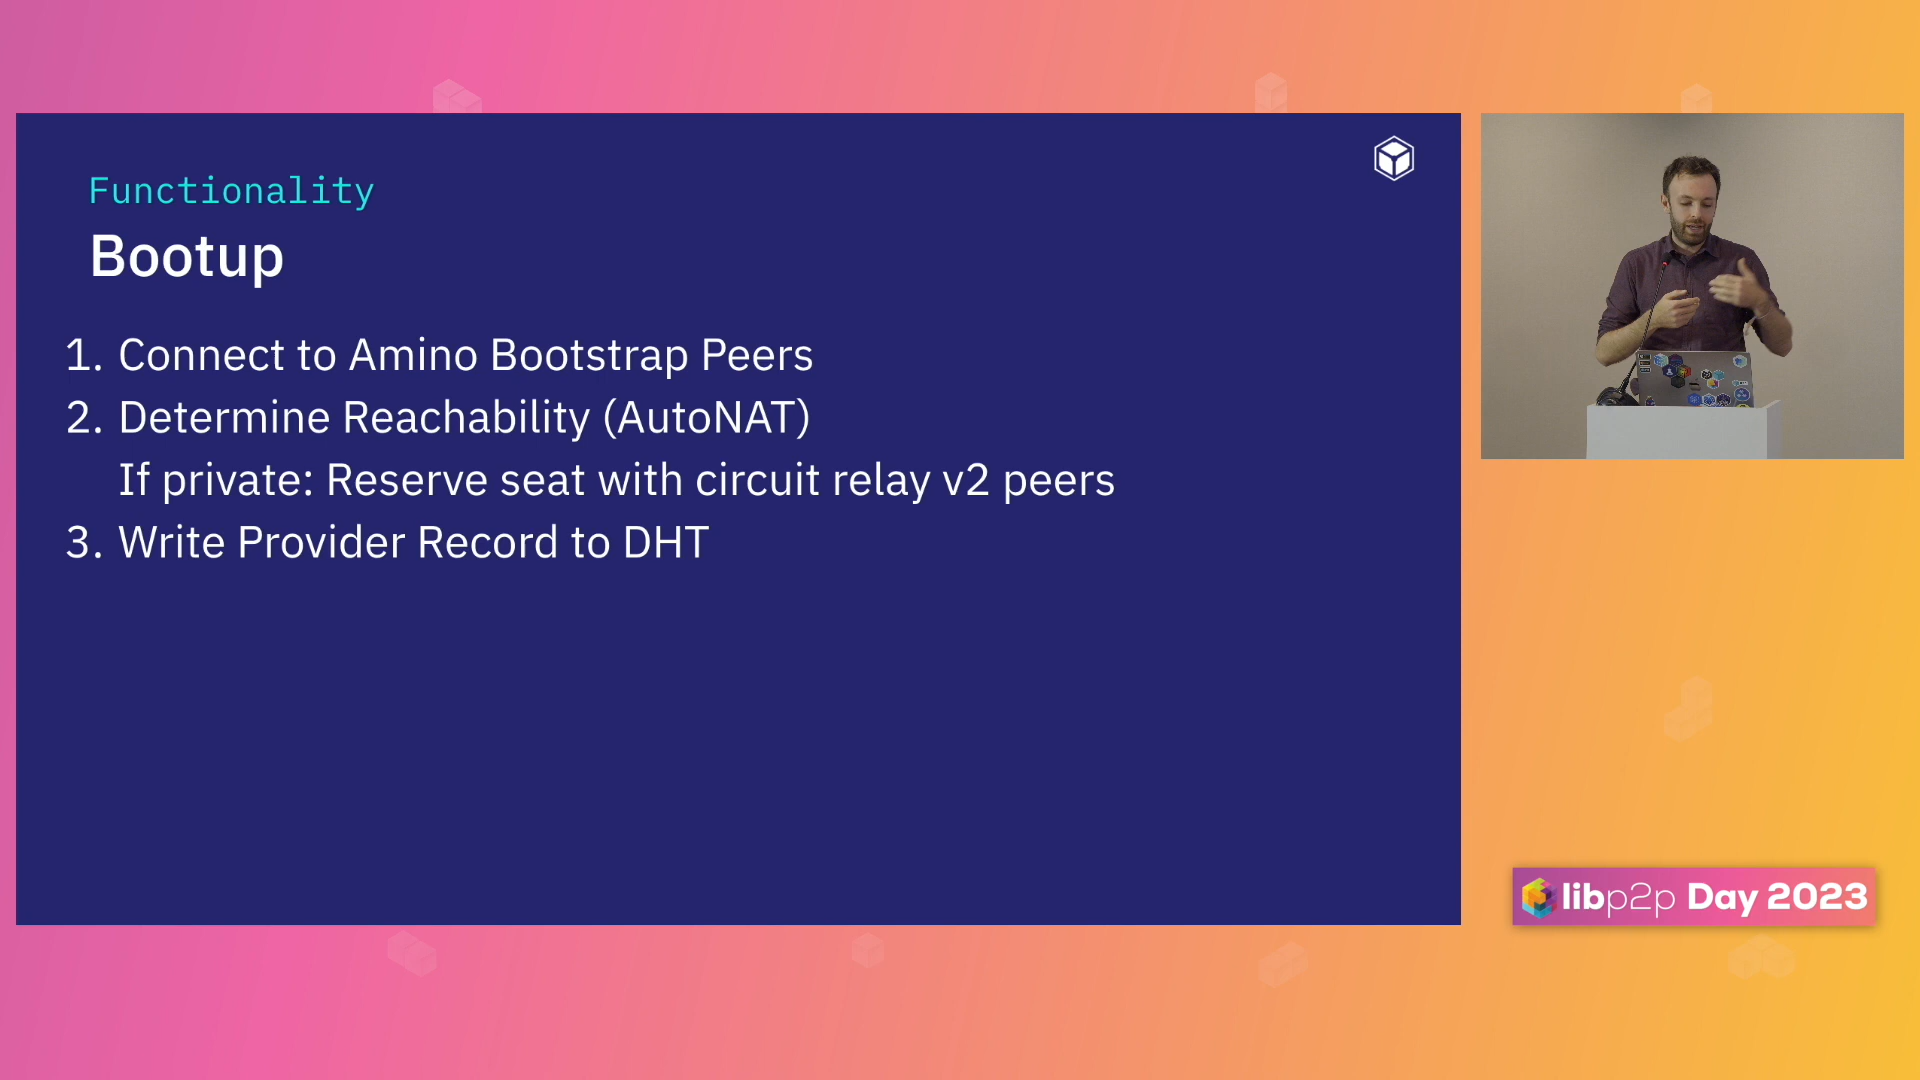 Functionality
Bootup
1. Connect to Amino Bootstrap Peers
2. Determine Reachability (AutoNAT)
If private: Reserve seat with circuit relay v2 peers
3. Write Provider Record to DHT
libp2p Day 2023